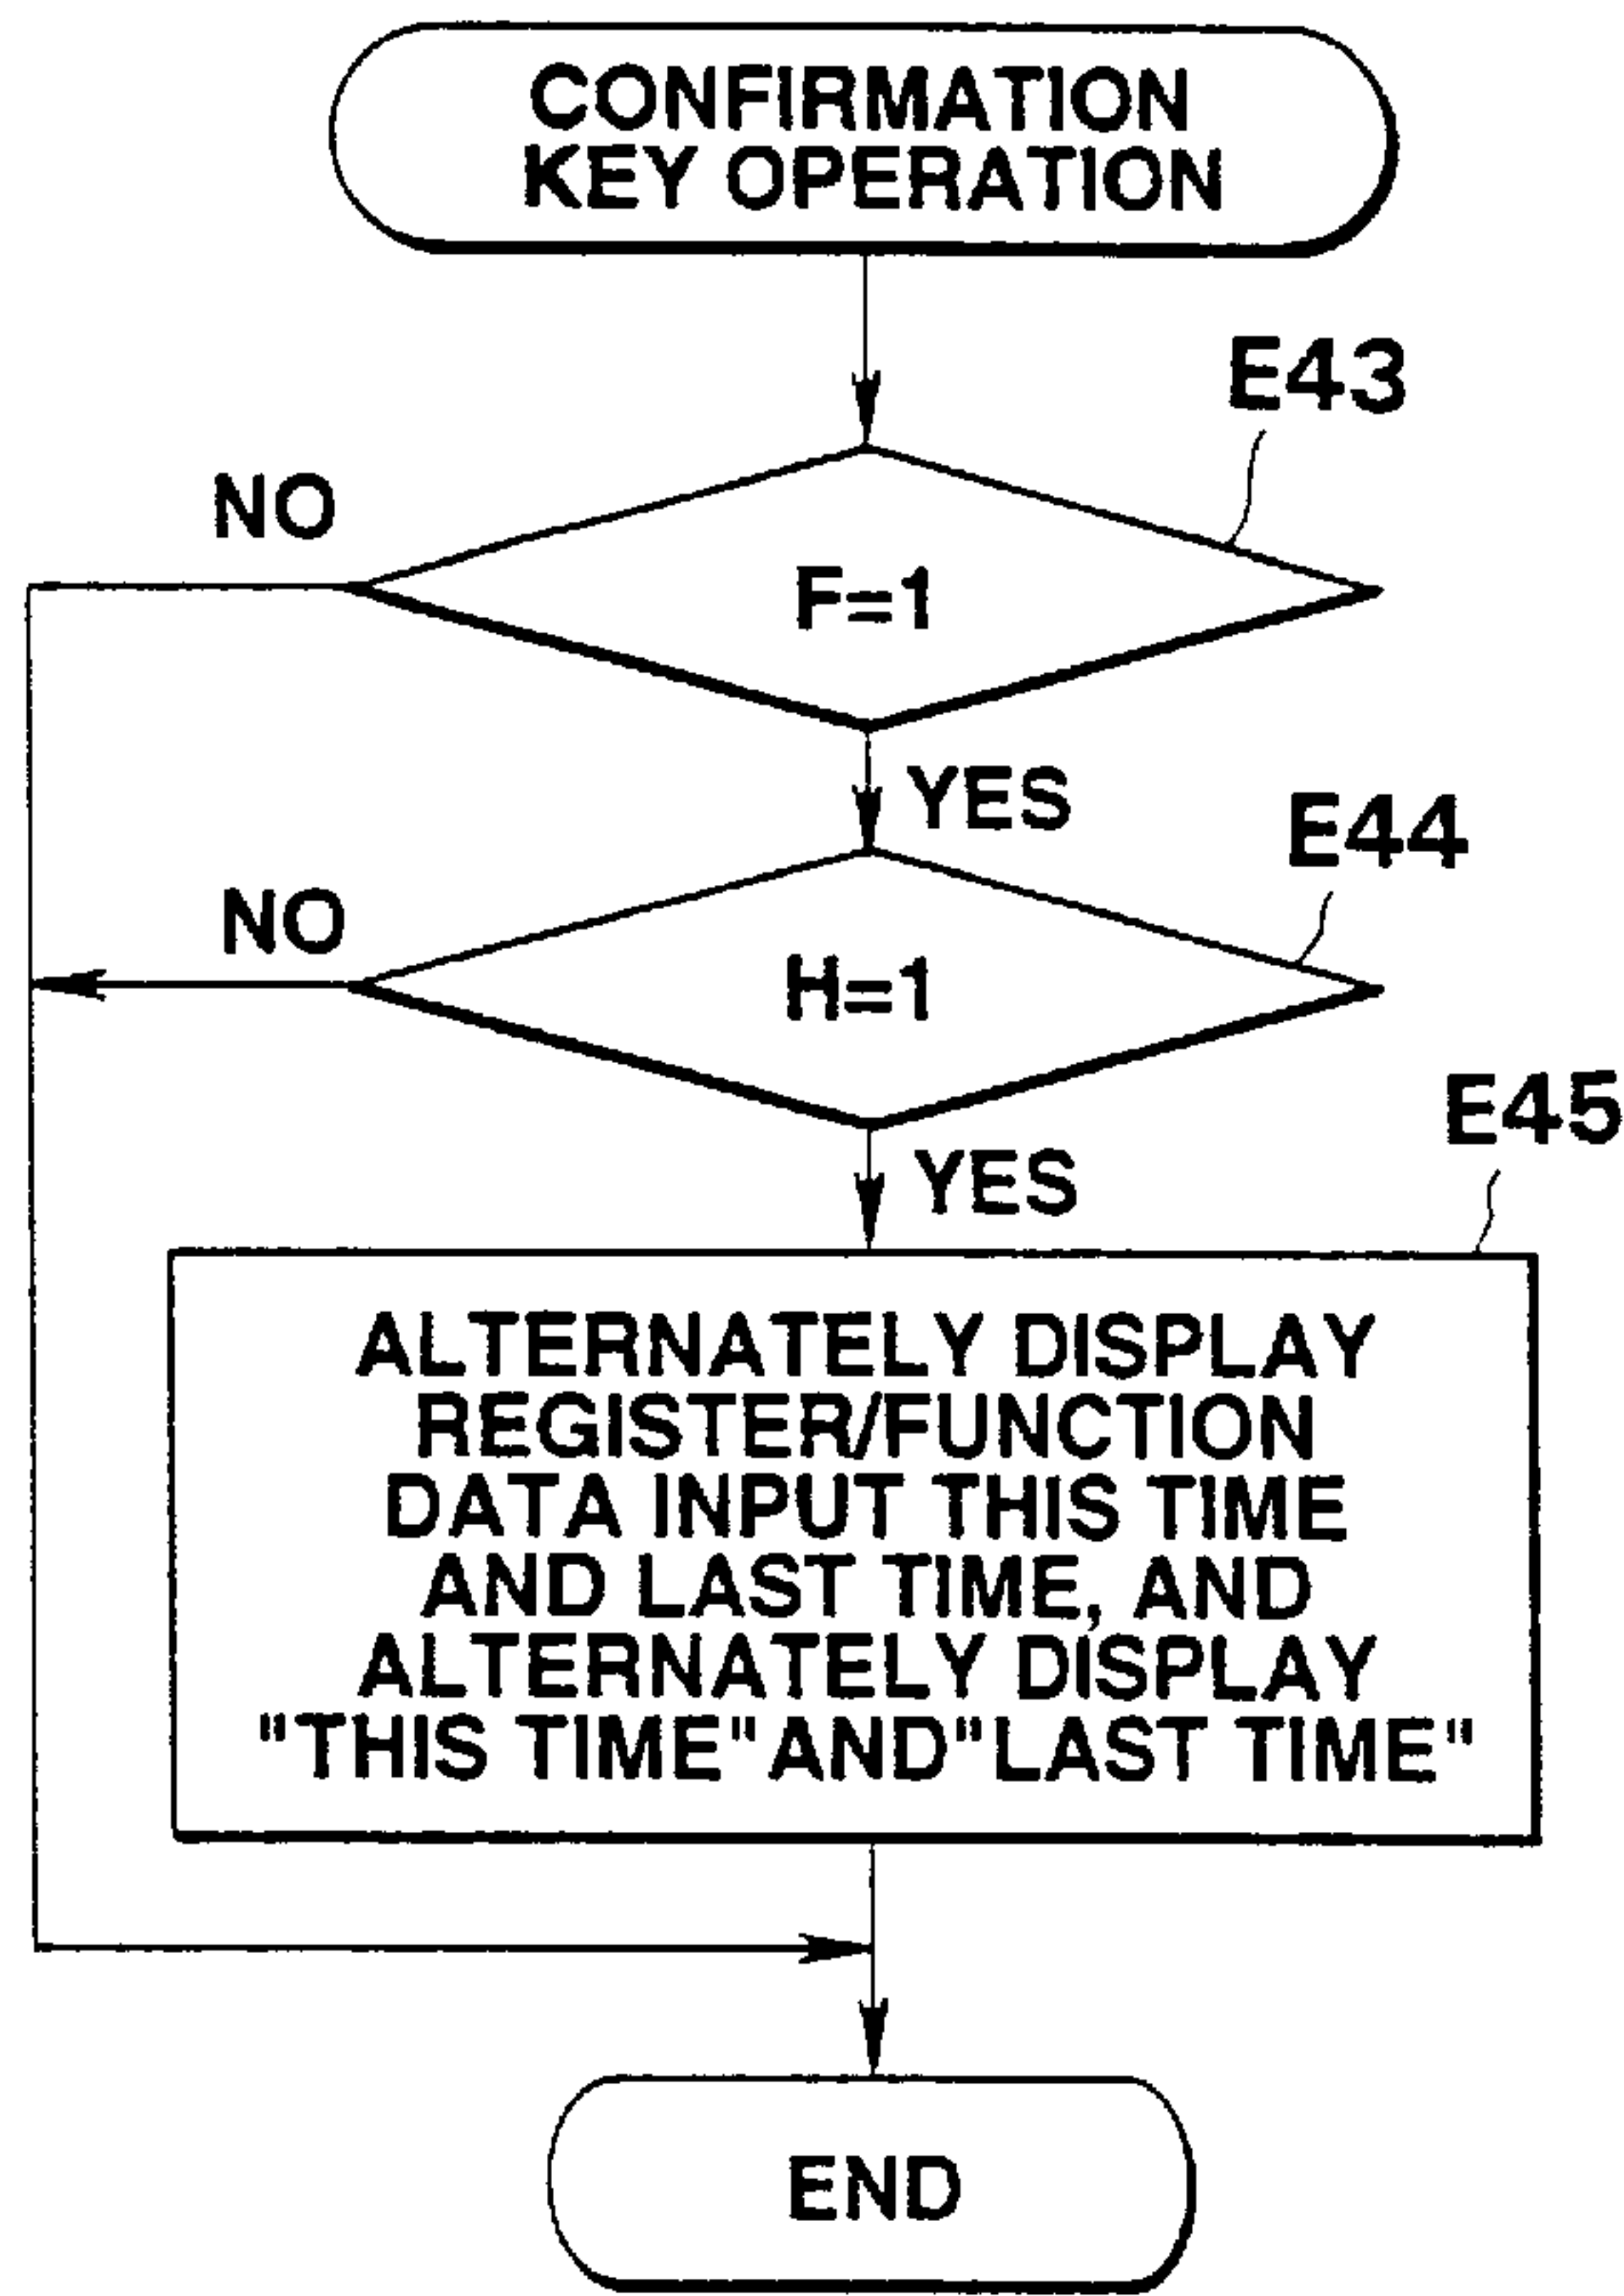 CONFIRMATION
KEY OPERATION
E43
NO
F=1
YES
E44
NO
H=1
E45
YES
ALTERNATELY DISPLAY
REGISTER/FUNCTION
DATA INPUT THIS TIME
AND LAST TIME, AND
ALTERNATELY DISPLAY
"THIS TIME"AND"LAST TIME"
END